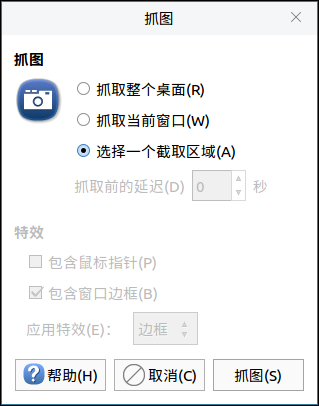 抓图
抓图
抓取整个桌面(R)
抓取当前窗口(W)
选择一个截取区域(A)
抓取前的延迟(D) 0 秒
特效
包含鼠标指针(P)
包含窗口边框(B)
应用特效(E)： 边框
帮助(H) 取消(C) 抓图(S)